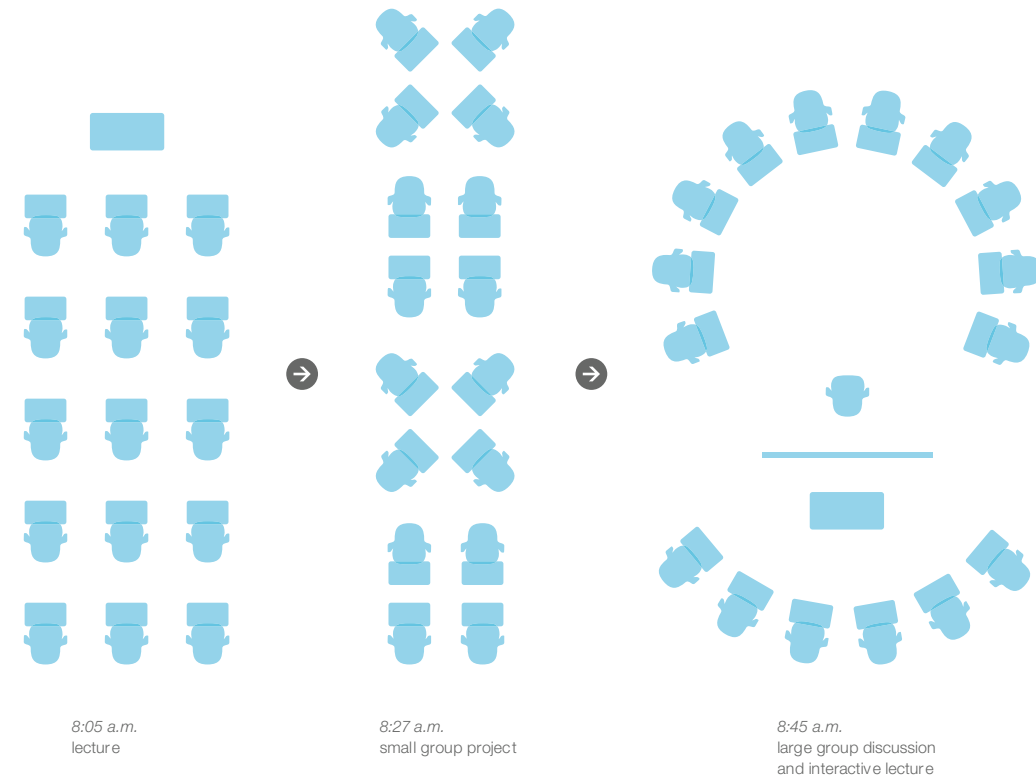 8:05 a.m.
lecture
8:27 a.m.
small group project
8:45 a.m.
large group discussion
and interactive lecture